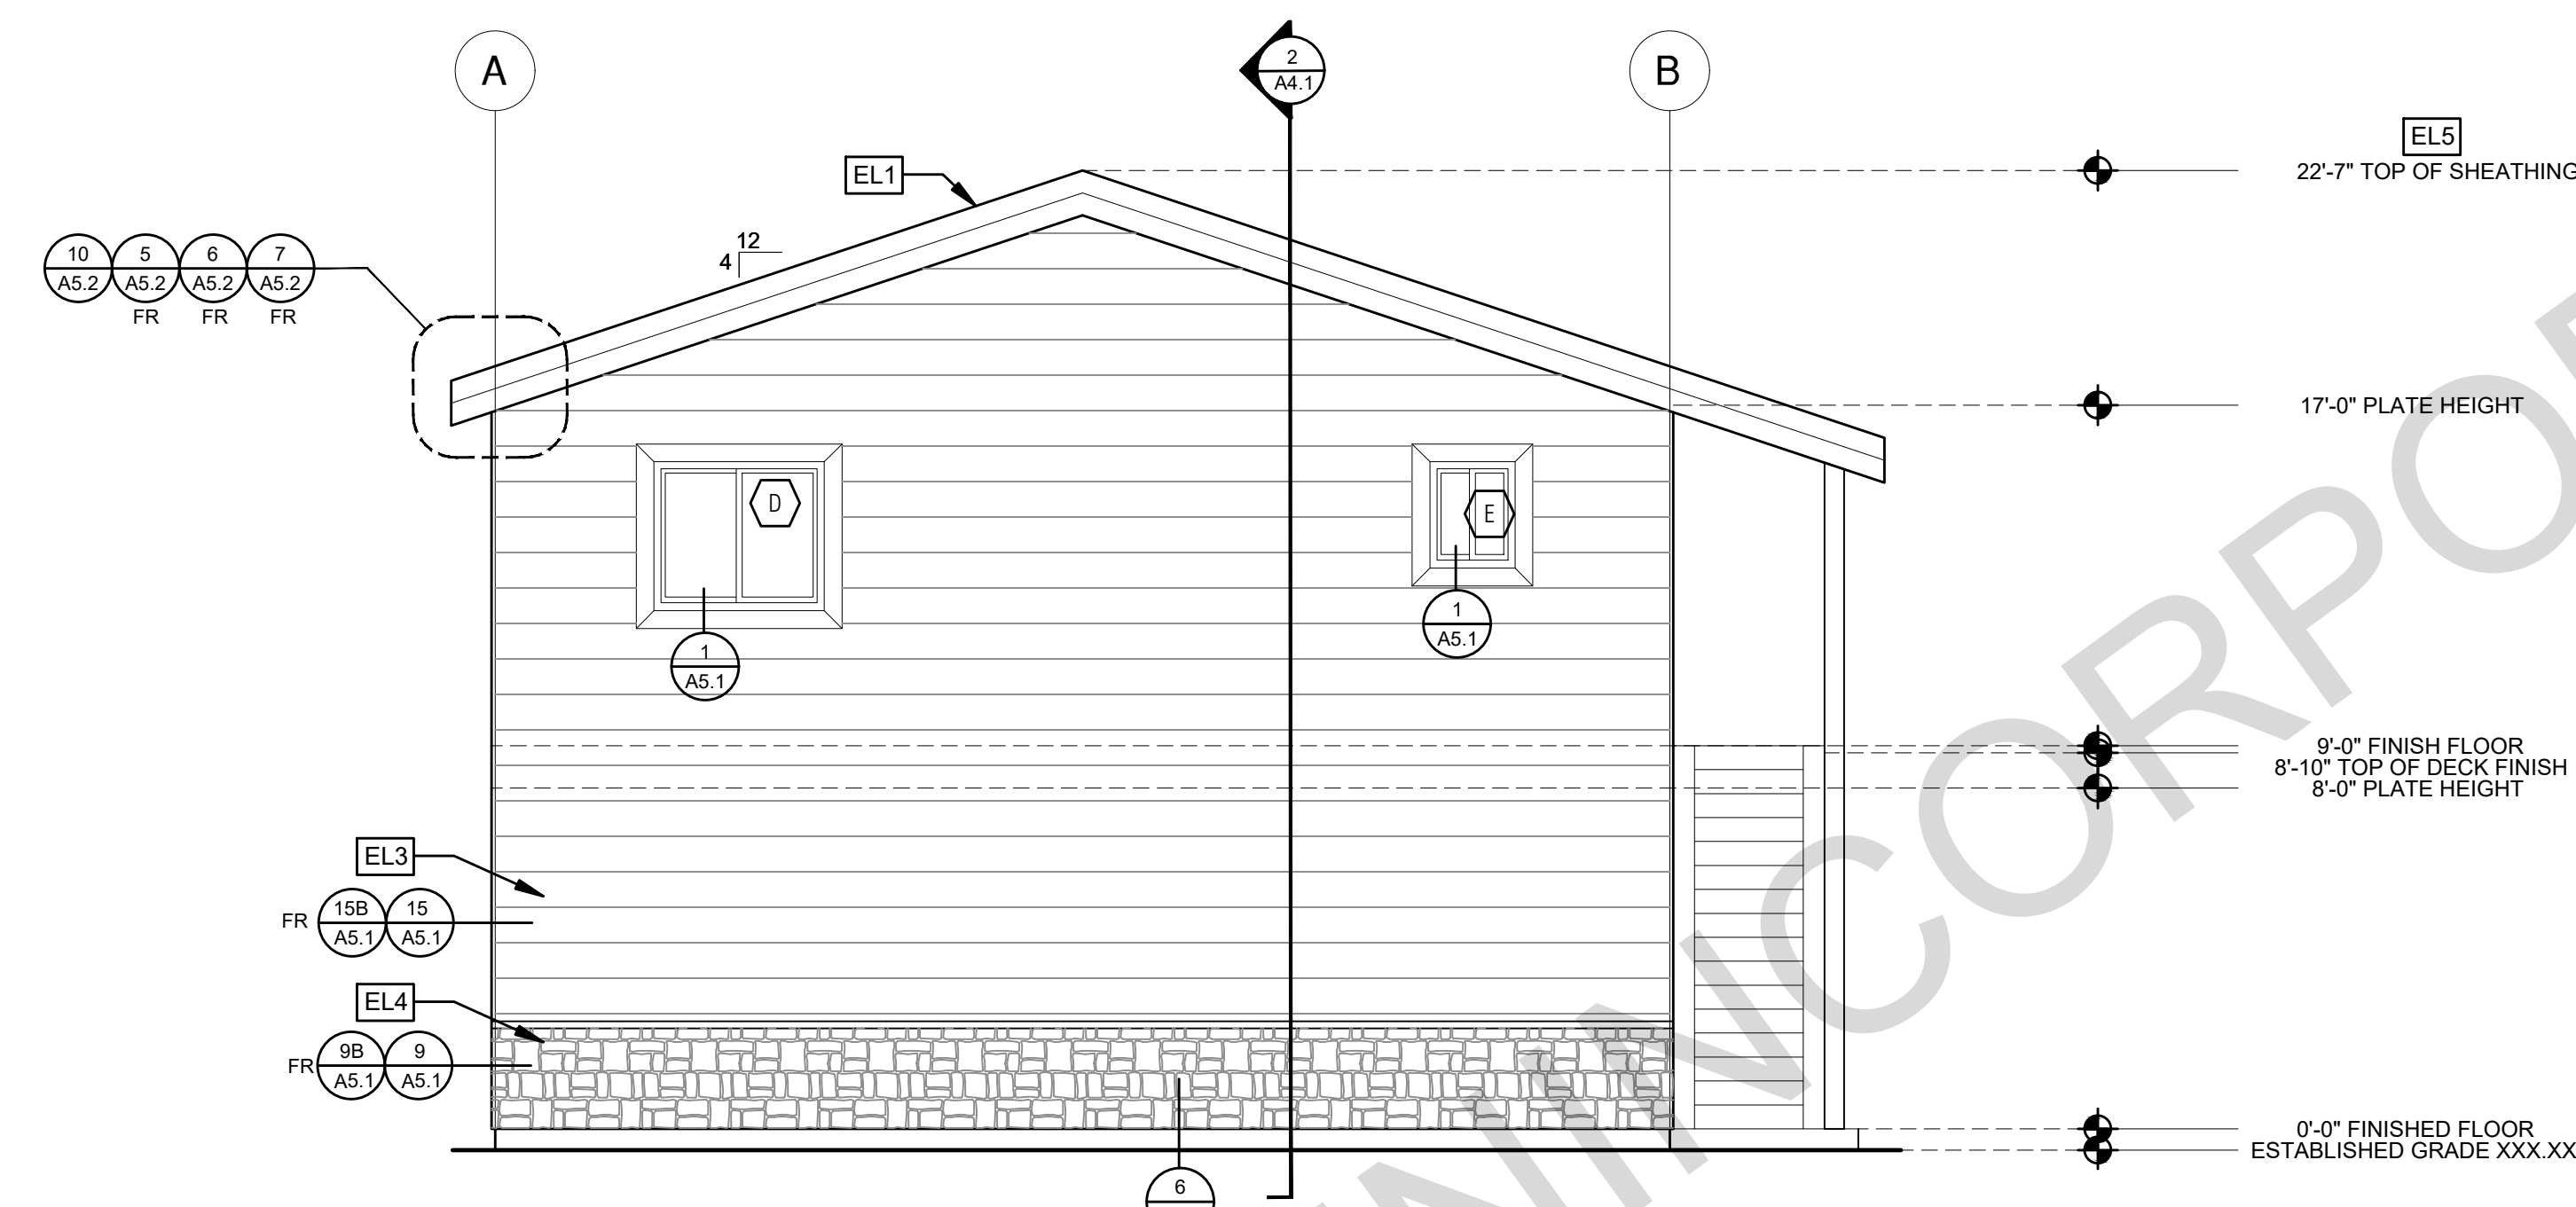 A
2
A4.1
B
EL5
22'-7" TOP OF SHEATHING
EL1
12
4
10
A5.2
5
A5.2
FR
6
A5.2
FR
7
A5.2
FR
17'-0" PLATE HEIGHT
D
E
1
A5.1
1
A5.1
9'-0" FINISH FLOOR
8'-10" TOP OF DECK FINISH
8'-0" PLATE HEIGHT
EL3
FR
15B
A5.1
15
A5.1
EL4
FR
9B
A5.1
9
A5.1
0'-0" FINISHED FLOOR
ESTABLISHED GRADE XXX.XX
6
NINCORPO